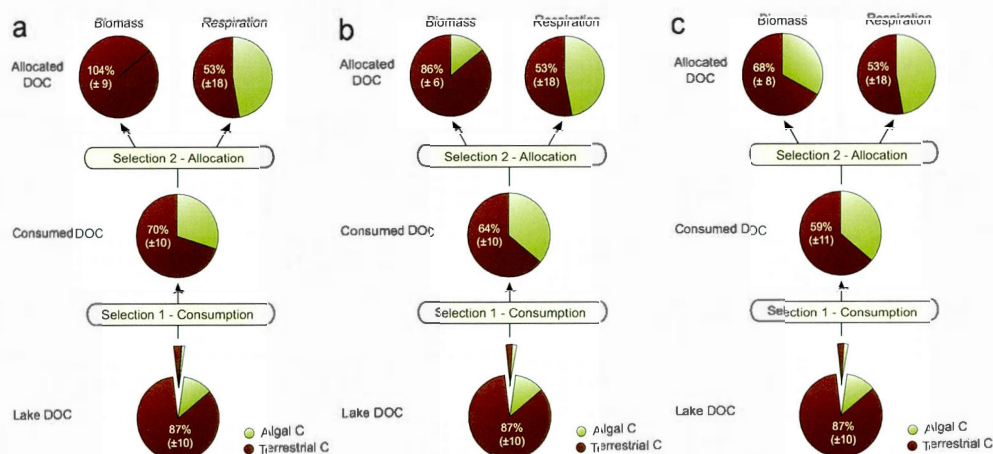 a
Biomass
Respiration
Allocated DOC
104% (± 9)
53% (±18)
Selection 2 - Allocation
Consumed DOC
70% (±10)
Selection 1 - Consumption
Lake DOC
87% (±10)
Algal C
Terrestrial C
b
Biomass
Respiration
Allocated DOC
86% (± 6)
53% (±18)
Selection 2 - Allocation
Consumed DOC
64% (±10)
Selection 1 - Consumption
Lake DOC
87% (±10)
Algal C
Terrestrial C
c
Biomass
Respiration
Allocated DOC
68% (± 8)
53% (±18)
Selection 2 - Allocation
Consumed DOC
59% (±11)
Selection 1 - Consumption
Lake DOC
87% (±10)
Algal C
Terrestrial C